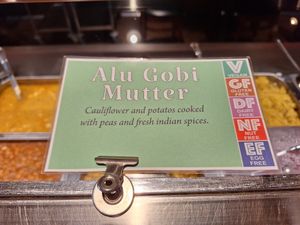 Alu Gobi
Mutter
Cauliflower and potatos cooked
with peas and fresh indian spices.
V
VEGAN
GF
GLUTEN
FREE
DF
DAIRY
FREE
NF
NUT
FREE
EF
EGG
FREE